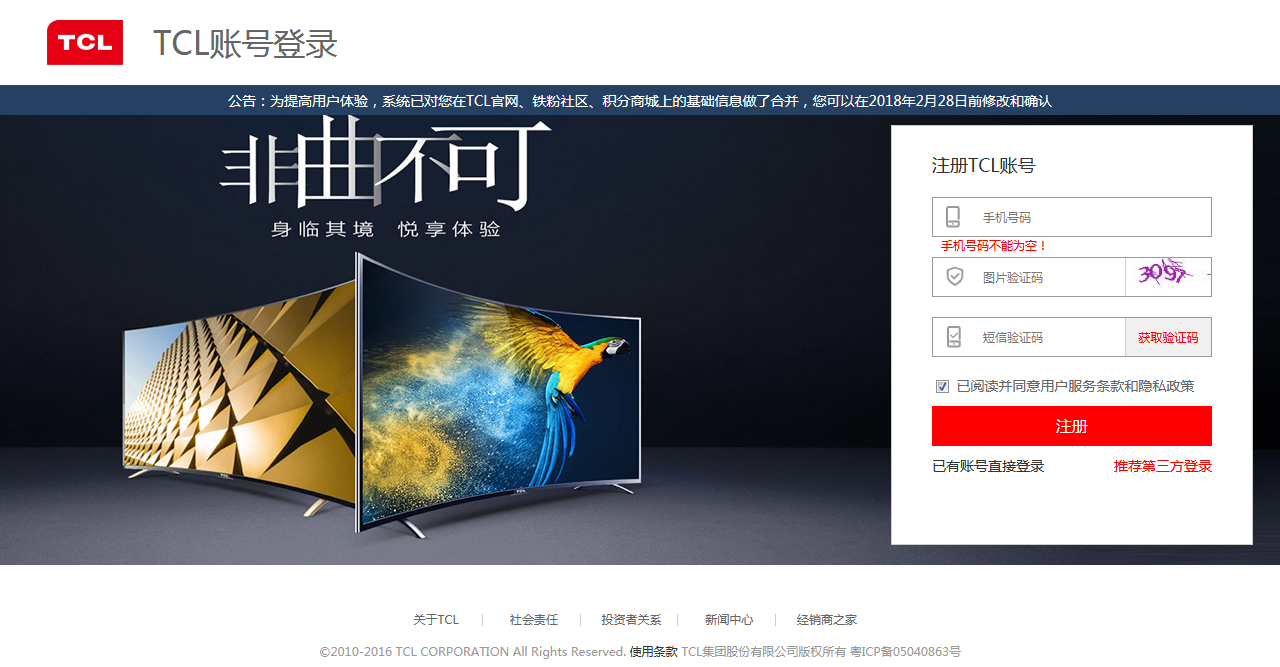 TCL TCL账号登录
公告：为提高用户体验，系统已对您在TCL官网、铁粉社区、积分商城上的基础信息做了合并，您可以在2018年2月28日前修改和确认
非曲不可
身临其境 悦享体验
注册TCL账号
手机号码
手机号码不能为空！
图片验证码 3097
短信验证码 获取验证码
已阅读并同意用户服务条款和隐私政策
注册
已有账号直接登录 推荐第三方登录
关于TCL | 社会责任 | 投资者关系 | 新闻中心 | 经销商之家
©2010-2016 TCL CORPORATION All Rights Reserved. 使用条款 TCL集团股份有限公司版权所有 粤ICP备05040863号